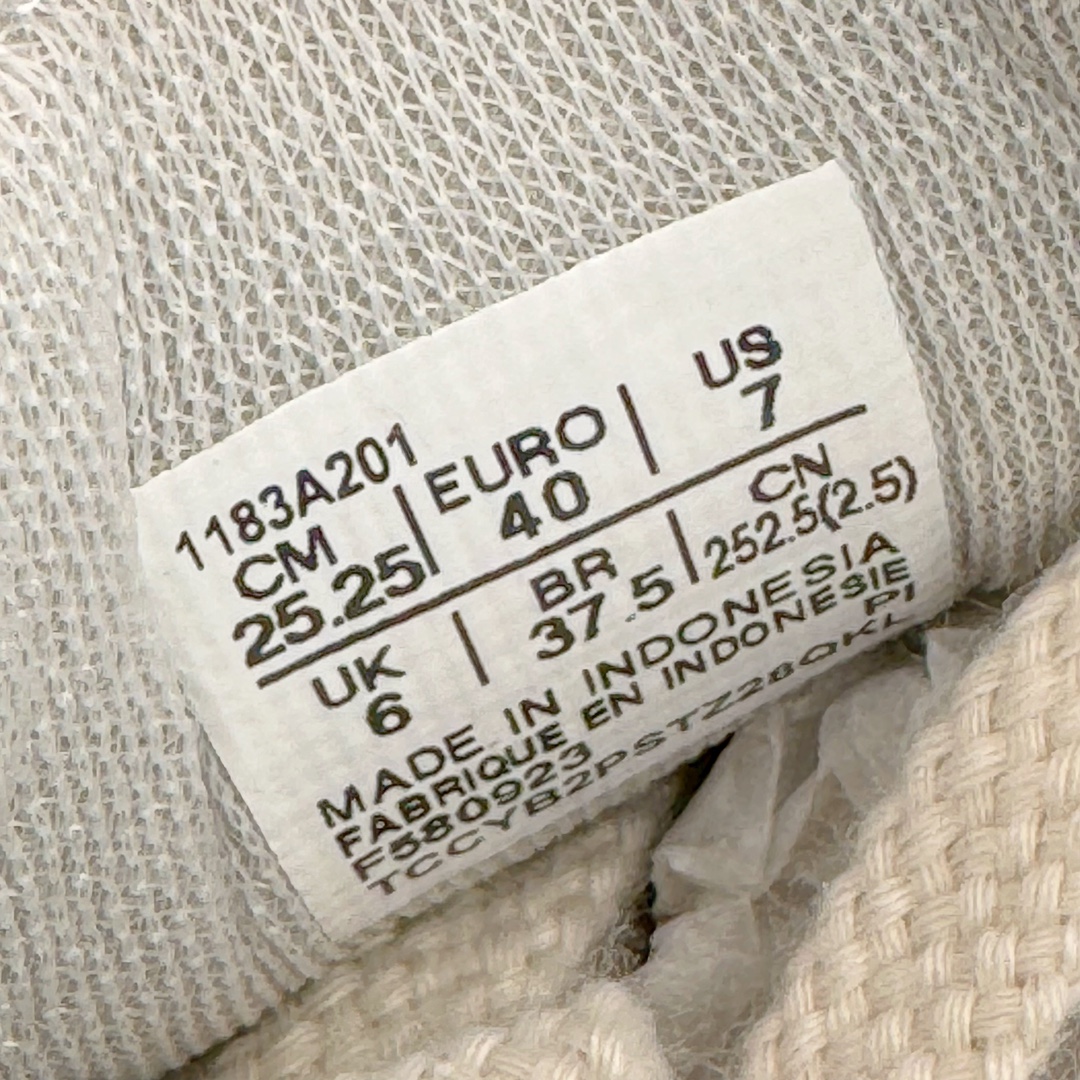 1183A201
CM | EURO | US
25.25 | 40 | 7
UK | BR | CN
6 | 37.5 | 252.5(2.5)
MADE IN INDONESIA
FABRIQUE EN INDONESIE
F580923 PI
TCCYB2PSTZ28QKL